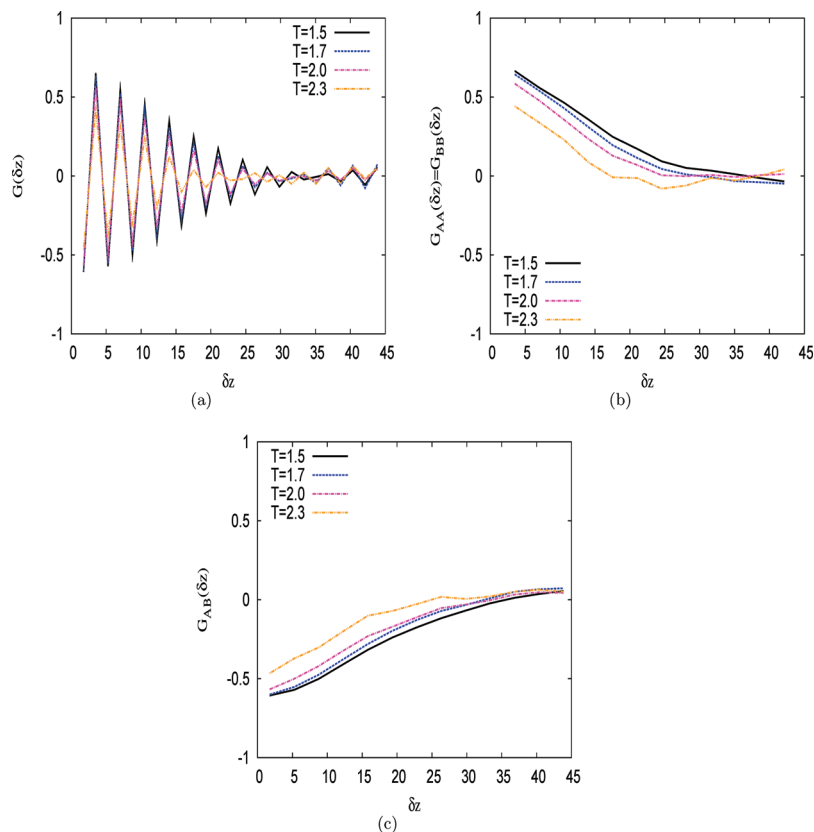 1
0.5
0
-0.5
-1
G(δz)
T=1.5
T=1.7
T=2.0
T=2.3
0 5 10 15 20 25 30 35 40 45
δz
(a)
1
0.5
0
-0.5
-1
G_AA(δz)=G_BB(δz)
T=1.5
T=1.7
T=2.0
T=2.3
0 5 10 15 20 25 30 35 40 45
δz
(b)
1
0.5
0
-0.5
-1
G_AB(δz)
T=1.5
T=1.7
T=2.0
T=2.3
0 5 10 15 20 25 30 35 40 45
δz
(c)